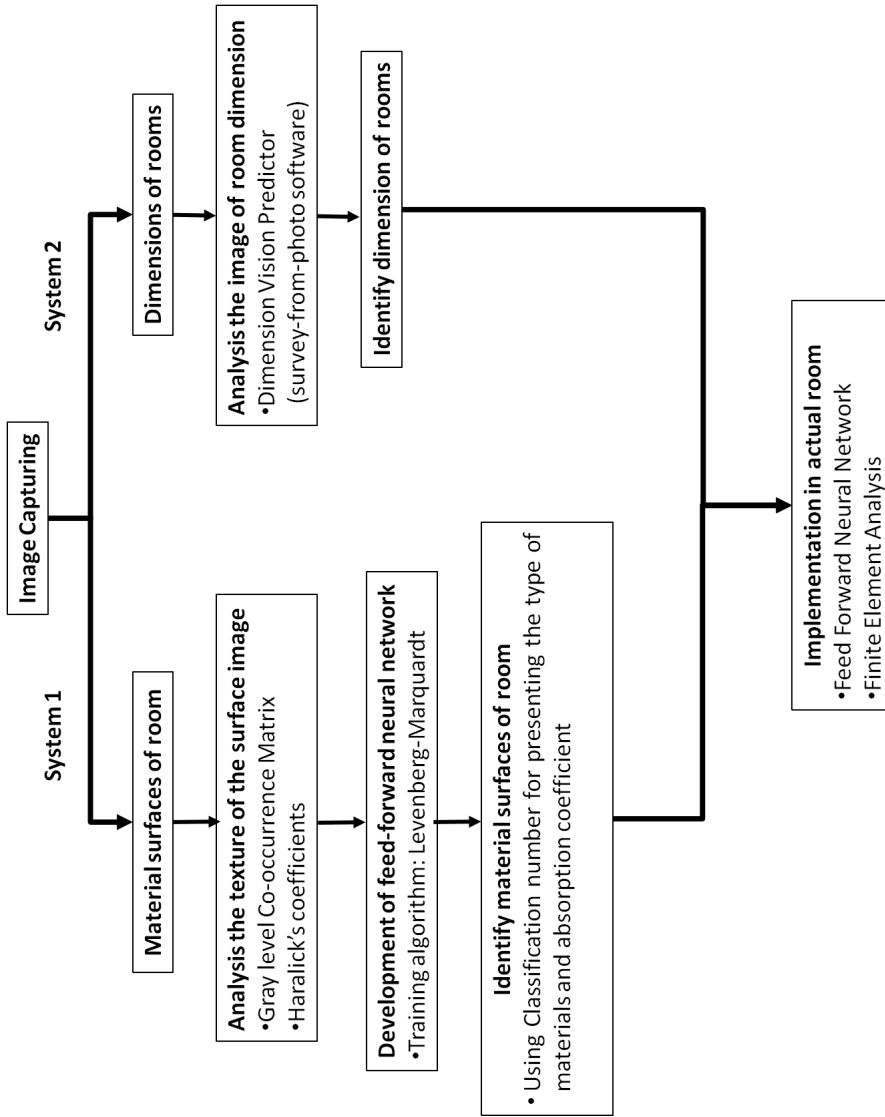 Image Capturing
System 1
System 2
Material surfaces of room
Analysis the texture of the surface image
•Gray level Co-occurrence Matrix
•Haralick's coefficients
Development of feed-forward neural network
•Training algorithm: Levenberg-Marquardt
Identify material surfaces of room
• Using Classification number for presenting the type of
materials and absorption coefficient
Dimensions of rooms
Analysis the image of room dimension
•Dimension Vision Predictor
(survey-from-photo software)
Identify dimension of rooms
Implementation in actual room
•Feed Forward Neural Network
•Finite Element Analysis